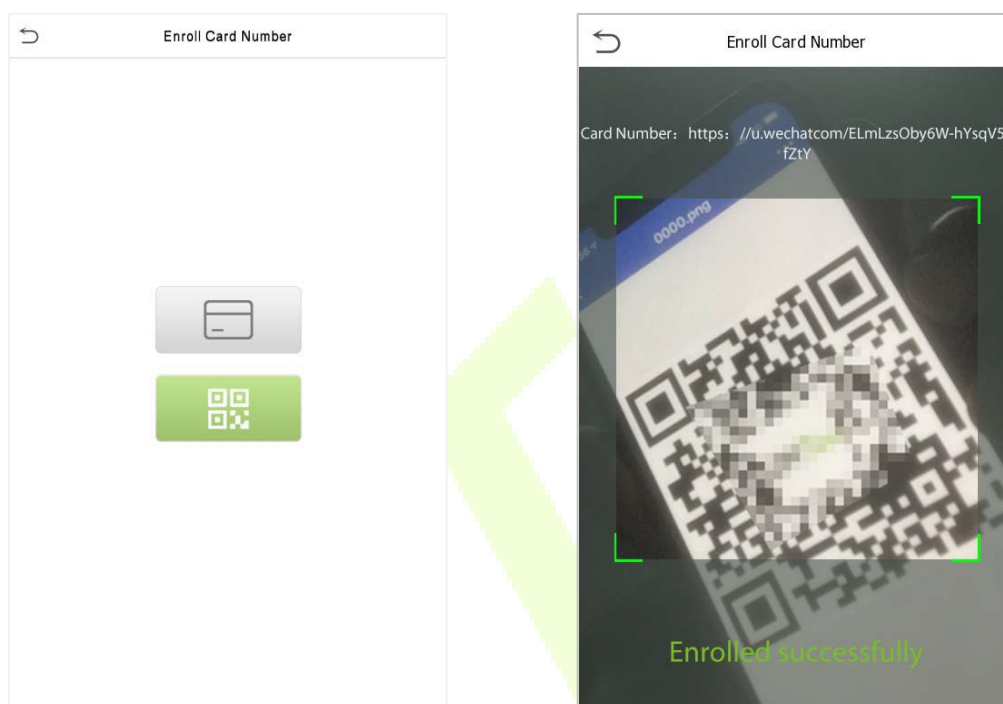 Enroll Card Number
Enroll Card Number
Card Number：https：//u.wechatcom/ELmLzsOby6W-hYsqV5
fZtY
0000.png
Enrolled successfully